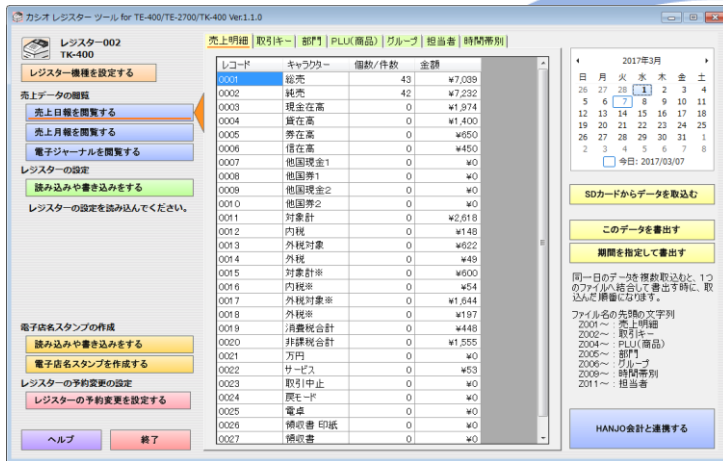 カシオ レジスター ツール for TE-400/TE-2700/TK-400 Ver.1.1.0
レジスター002
TK-400
レジスター機種を設定する
売上データの閲覧
売上日報を閲覧する
売上月報を閲覧する
電子ジャーナルを閲覧する
レジスターの設定
読み込みや書き込みをする
レジスターの設定を読み込んでください。
電子店名スタンプの作成
読み込みや書き込みをする
電子店名スタンプを作成する
レジスターの予約変更の設定
レジスターの予約変更を設定する
ヘルプ 終了
売上明細 取引キー 部門 PLU(商品) グループ 担当者 時間帯別
レコード キャラクター 個数/件数 金額
0001 総売 43 ¥7,039
0002 純売 42 ¥7,232
0003 現金在高 0 ¥1,974
0004 貸在高 0 ¥1,400
0005 券在高 0 ¥650
0006 信在高 0 ¥450
0007 他国現金1 0 ¥0
0008 他国券1 0 ¥0
0009 他国現金2 0 ¥0
0010 他国券2 0 ¥0
0011 対象計 0 ¥2,618
0012 内税 0 ¥148
0013 外税対象 0 ¥622
0014 外税 0 ¥49
0015 対象計※ 0 ¥600
0016 内税※ 0 ¥54
0017 外税対象※ 0 ¥1,644
0018 外税※ 0 ¥197
0019 消費税合計 0 ¥448
0020 非課税合計 0 ¥1,555
0021 万円 0 ¥0
0022 サービス 0 ¥53
0023 取引中止 0 ¥0
0024 戻モード 0 ¥0
0025 電卓 0 ¥0
0026 領収書 印紙 0 ¥0
0027 領収書 0 ¥0
2017年3月
日 月 火 水 木 金 土
26 27 28 1 2 3 4
5 6 7 8 9 10 11
12 13 14 15 16 17 18
19 20 21 22 23 24 25
26 27 28 29 30 31 1
2 3 4 5 6 7 8
今日: 2017/03/07
SDカードからデータを取込む
このデータを書出す
期間を指定して書出す
同一日のデータを複数取込むと、1つ
のファイルへ結合して書出す時に、取
込んだ順番になります。
ファイル名の先頭の文字列
Z001～ : 売上明細
Z002～ : 取引キー
Z004～ : PLU(商品)
Z005～ : 部門
Z006～ : グループ
Z009～ : 時間帯別
Z011～ : 担当者
HANJO会計と連携する